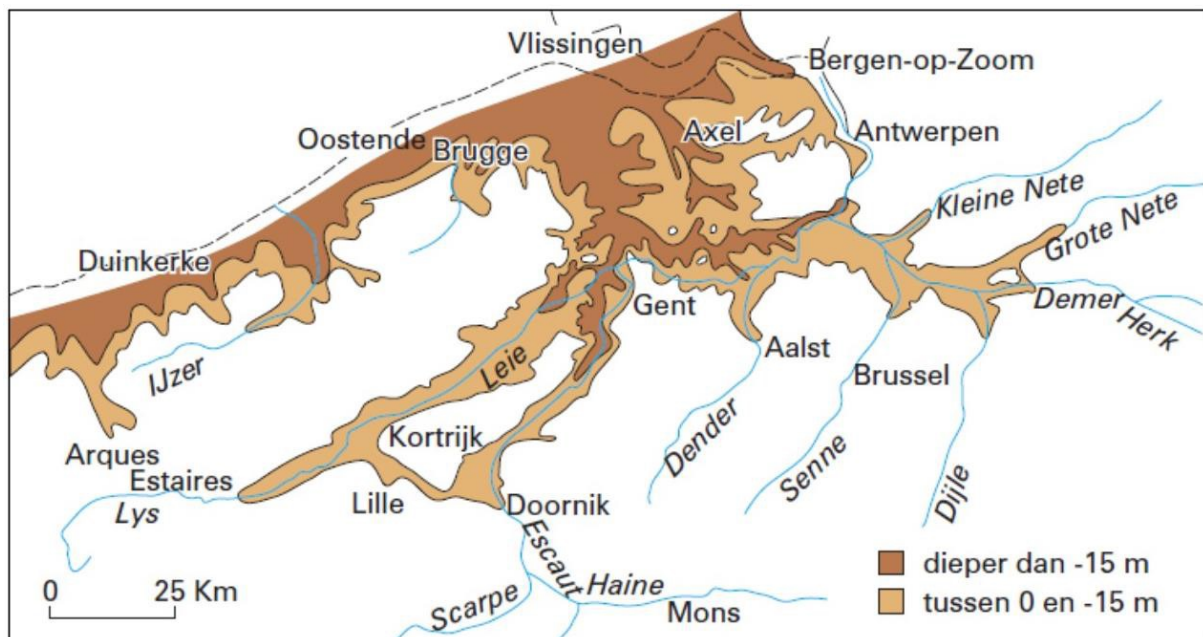 Vlissingen
Bergen-op-Zoom
Oostende
Brugge
Axel
Antwerpen
Kleine Nete
Grote Nete
Duinkerke
Gent
Demer
Herk
IJzer
Leie
Aalst
Brussel
Kortrijk
Dender
Senne
Dijle
Arques
Estaires
Lys
Lille
Doornik
Escaut
Haine
Scarpe
Mons
0 25 Km
dieper dan -15 m
tussen 0 en -15 m